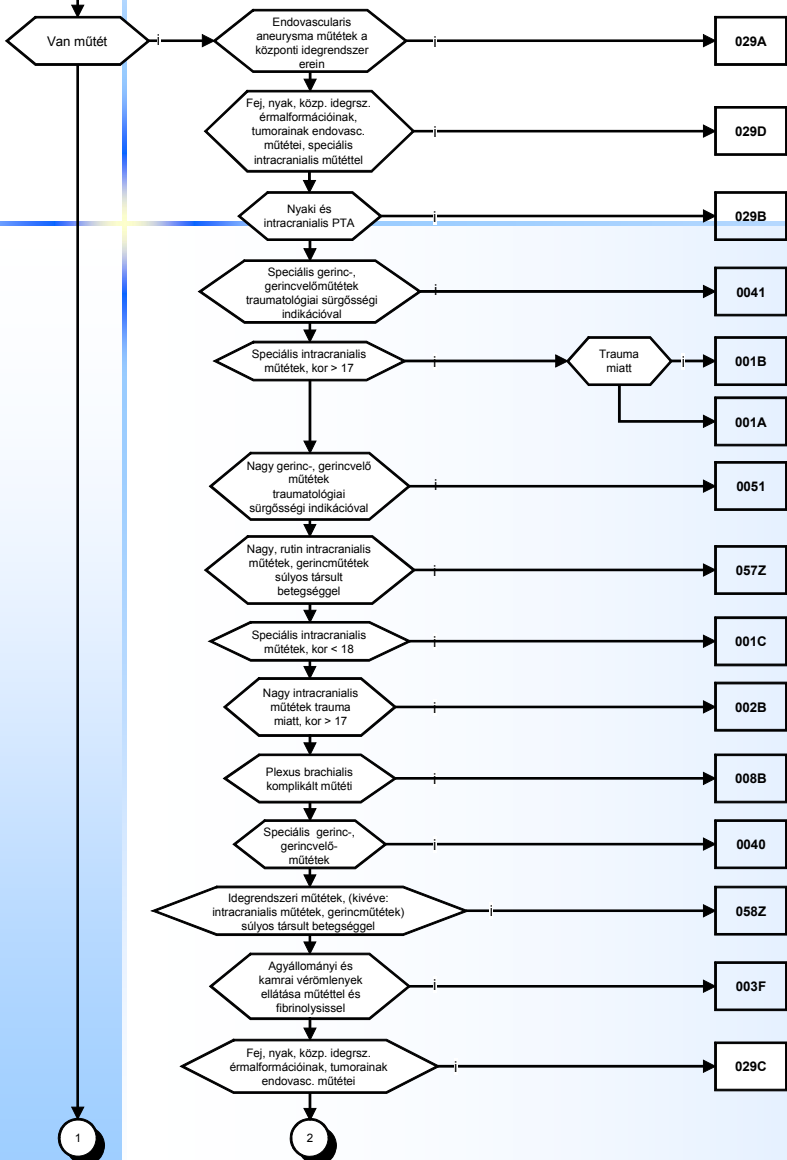 Van műtét
i
Endovascularis
aneurysma műtétek a
központi idegrendszer
erein
i
029A
Fej, nyak, közp. idegrsz.
érmalformációinak,
tumorainak endovasc.
műtétei, speciális
intracranialis műtéttel
i
029D
Nyaki és
intracranialis PTA
i
029B
Speciális gerinc-,
gerincvelőműtétek
traumatológiai sürgősségi
indikációval
i
0041
Speciális intracranialis
műtétek, kor > 17
i
Trauma
miatt
i
001B
001A
Nagy gerinc-, gerincvelő
műtétek
traumatológiai
sürgősségi indikációval
i
0051
Nagy, rutin intracranialis
műtétek, gerincműtétek
súlyos társult
betegséggel
i
057Z
Speciális intracranialis
műtétek, kor < 18
i
001C
Nagy intracranialis
műtétek trauma
miatt, kor > 17
i
002B
Plexus brachialis
komplikált műtéti
i
008B
Speciális gerinc-,
gerincvelő-
műtétek
i
0040
Idegrendszeri műtétek, (kivéve:
intracranialis műtétek, gerincműtétek)
súlyos társult betegséggel
i
058Z
Agyállományi és
kamrai vérömlenyek
ellátása műtéttel és
fibrinolysissel
i
003F
Fej, nyak, közp. idegrsz.
érmalformációinak, tumorainak
endovasc. műtétei
i
029C
1
2